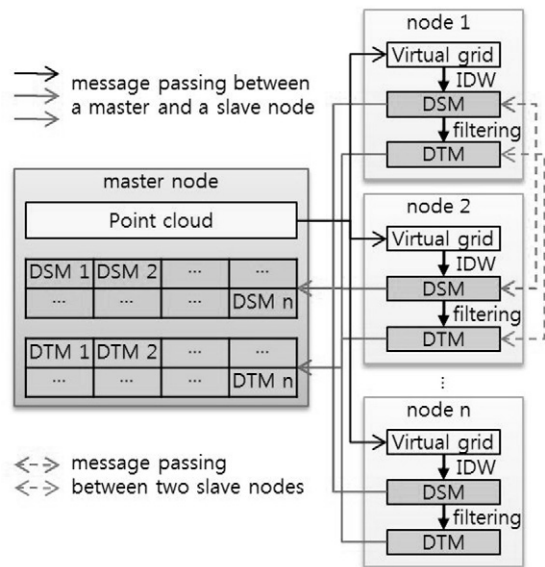 message passing between
a master and a slave node
master node
Point cloud
DSM 1 DSM 2 ... ...
... ... ... DSM n
DTM 1 DTM 2 ... ...
... ... ... DTM n
message passing
between two slave nodes
node 1
Virtual grid
IDW
DSM
filtering
DTM
node 2
Virtual grid
IDW
DSM
filtering
DTM
...
node n
Virtual grid
IDW
DSM
filtering
DTM